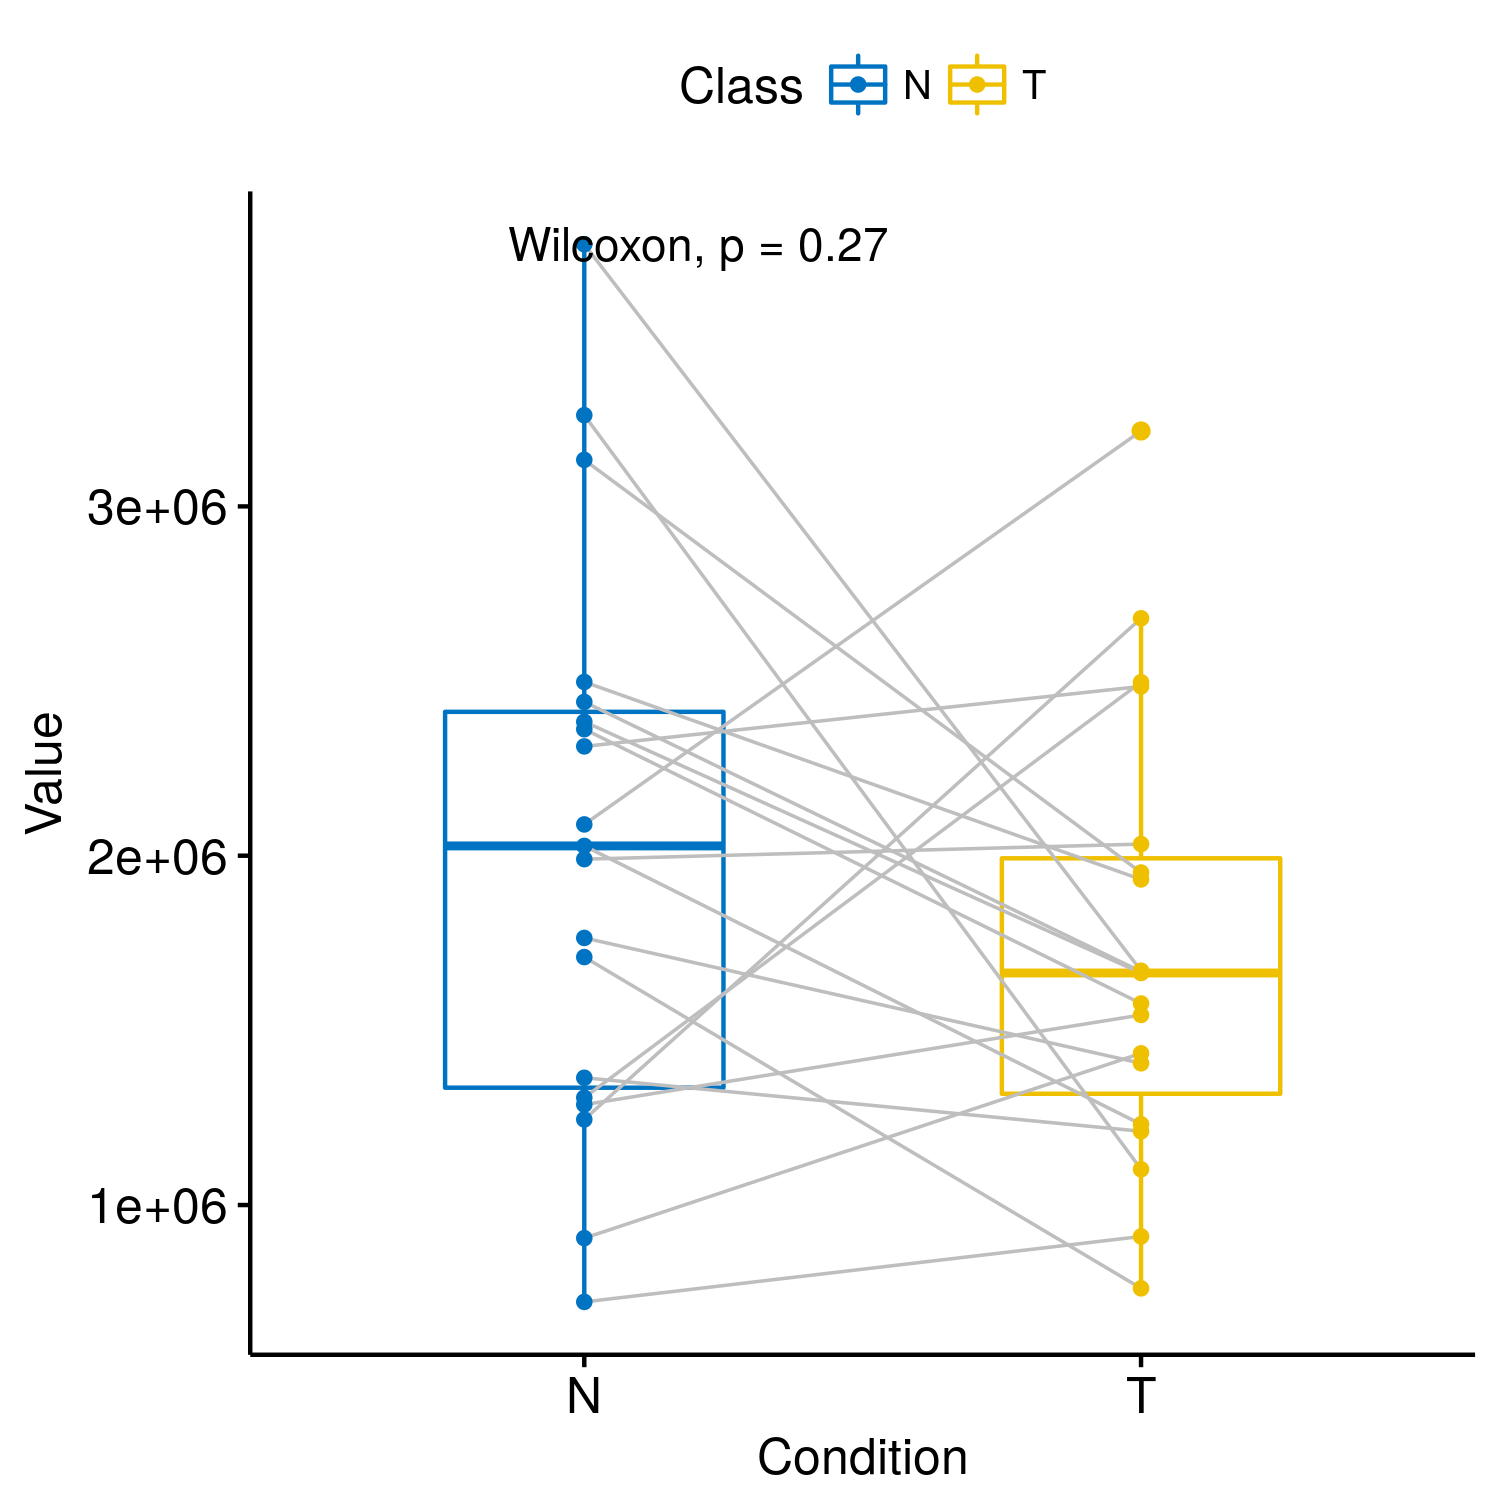 Class N T
Wilcoxon, p = 0.27
3e+06
2e+06
1e+06
Value
N T
Condition